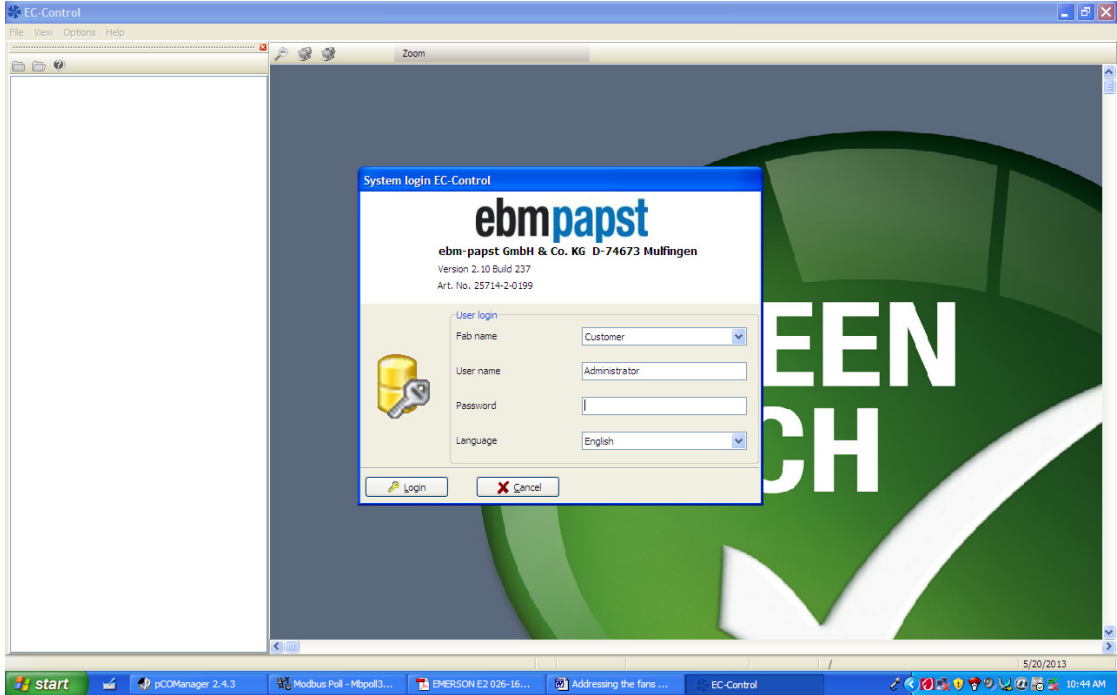 EC-Control
File View Options Help
Zoom
System login EC-Control
ebmpapst
ebm-papst GmbH & Co. KG D-74673 Mulfingen
Version 2.10 Build 237
Art. No. 25714-2-0199
User login
Fab name Customer
User name Administrator
Password
Language English
Login Cancel
EEN
CH
/ 5/20/2013
start pCOManager 2.4.3 Modbus Poll - Mbpoll3... EMERSON E2 026-16... Addressing the fans ... EC-Control 10:44 AM